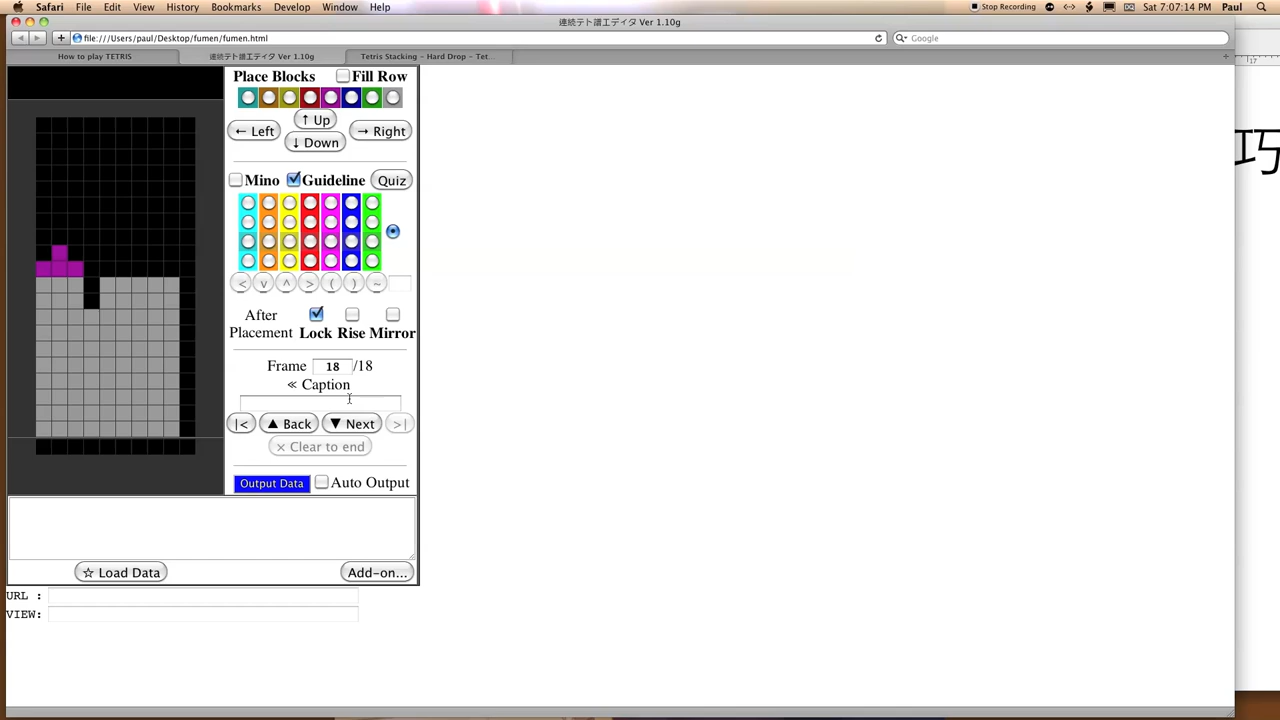 Safari File Edit View History Bookmarks Develop Window Help Stop Recording Sat 7:07:14 PM Paul
連続テト譜エディタ Ver 1.10g
file:///Users/paul/Desktop/fumen/fumen.html Google
How to play TETRIS 連続テト譜エディタ Ver 1.10g Tetris Stacking – Hard Drop – Tet...
17
Place Blocks Fill Row
← Left ↑ Up → Right
↓ Down
巧
Mino Guideline Quiz
< v ^ > ( ) ~
After Placement Lock Rise Mirror
Frame 18 /18
≪ Caption
|< ▲ Back ▼ Next >|
× Clear to end
Output Data Auto Output
☆ Load Data Add-on...
URL :
VIEW: